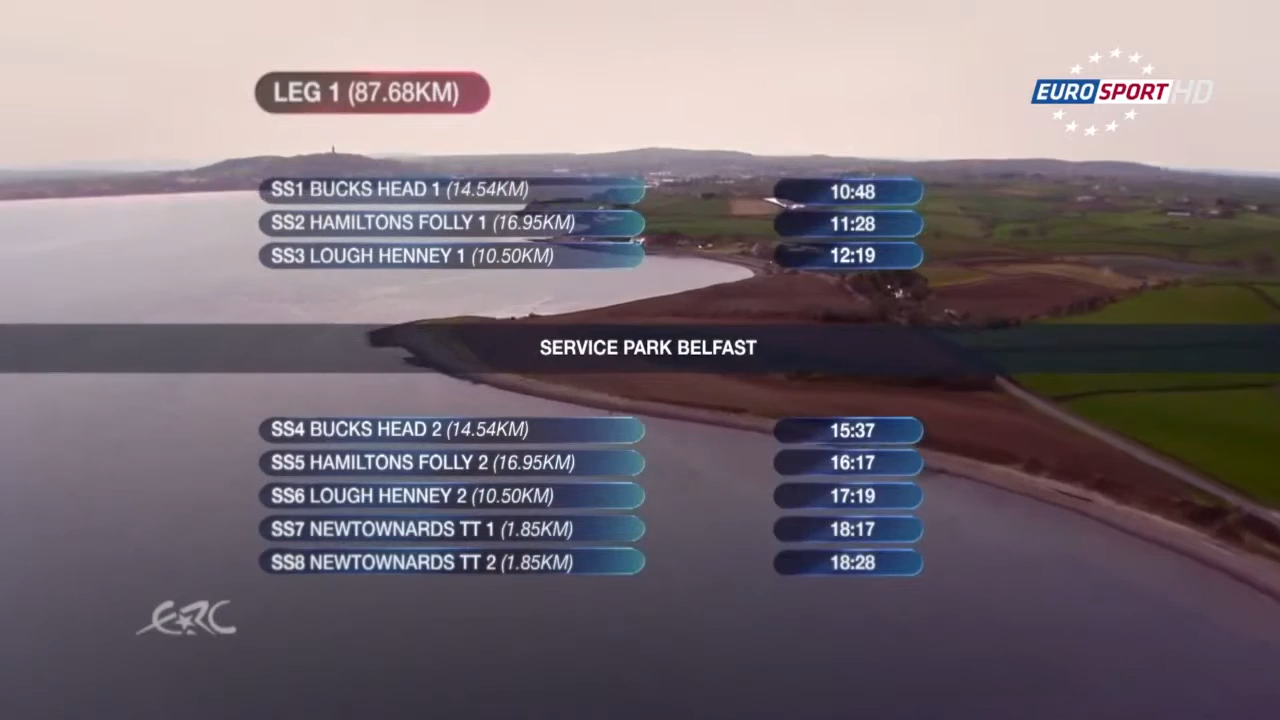 LEG 1 (87.68KM)
EUROSPORT HD
SS1 BUCKS HEAD 1 (14.54KM) 10:48
SS2 HAMILTONS FOLLY 1 (16.95KM) 11:28
SS3 LOUGH HENNEY 1 (10.50KM) 12:19
SERVICE PARK BELFAST
SS4 BUCKS HEAD 2 (14.54KM) 15:37
SS5 HAMILTONS FOLLY 2 (16.95KM) 16:17
SS6 LOUGH HENNEY 2 (10.50KM) 17:19
SS7 NEWTOWNARDS TT 1 (1.85KM) 18:17
SS8 NEWTOWNARDS TT 2 (1.85KM) 18:28
ERC